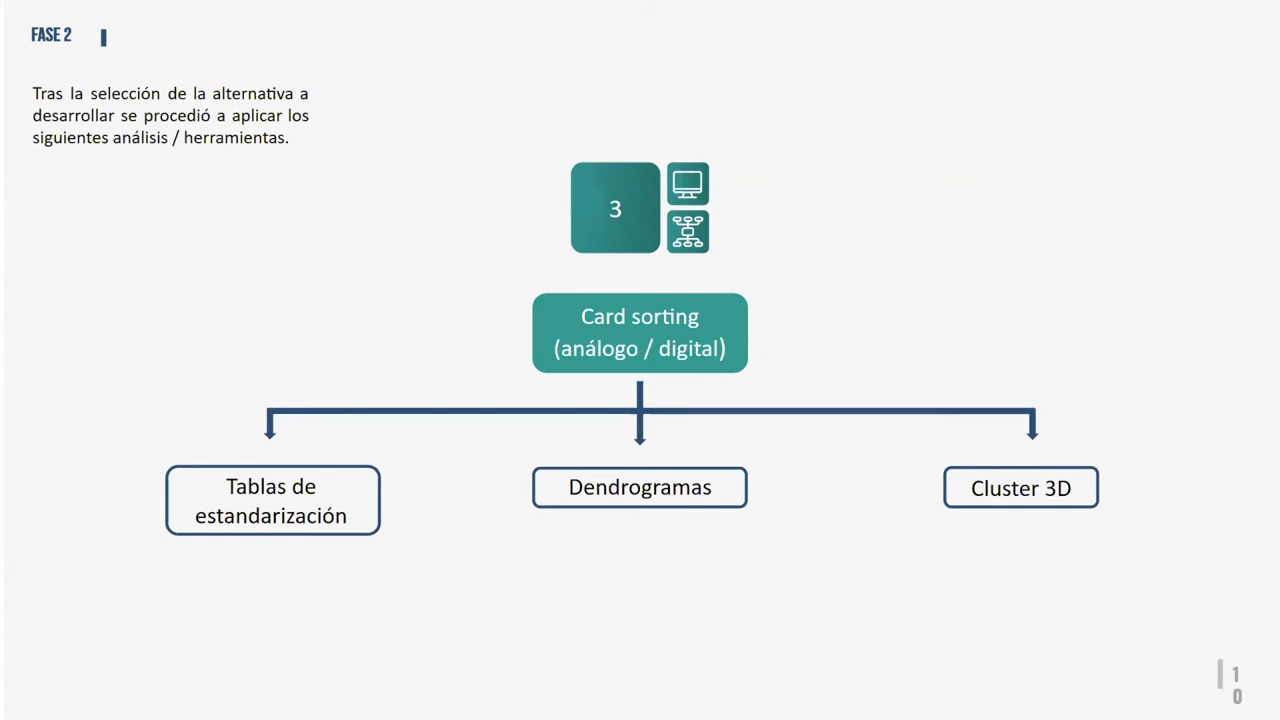 FASE 2
Tras la selección de la alternativa a
desarrollar se procedió a aplicar los
siguientes análisis / herramientas.
3
Card sorting
(análogo / digital)
Tablas de
estandarización
Dendrogramas
Cluster 3D
1
0